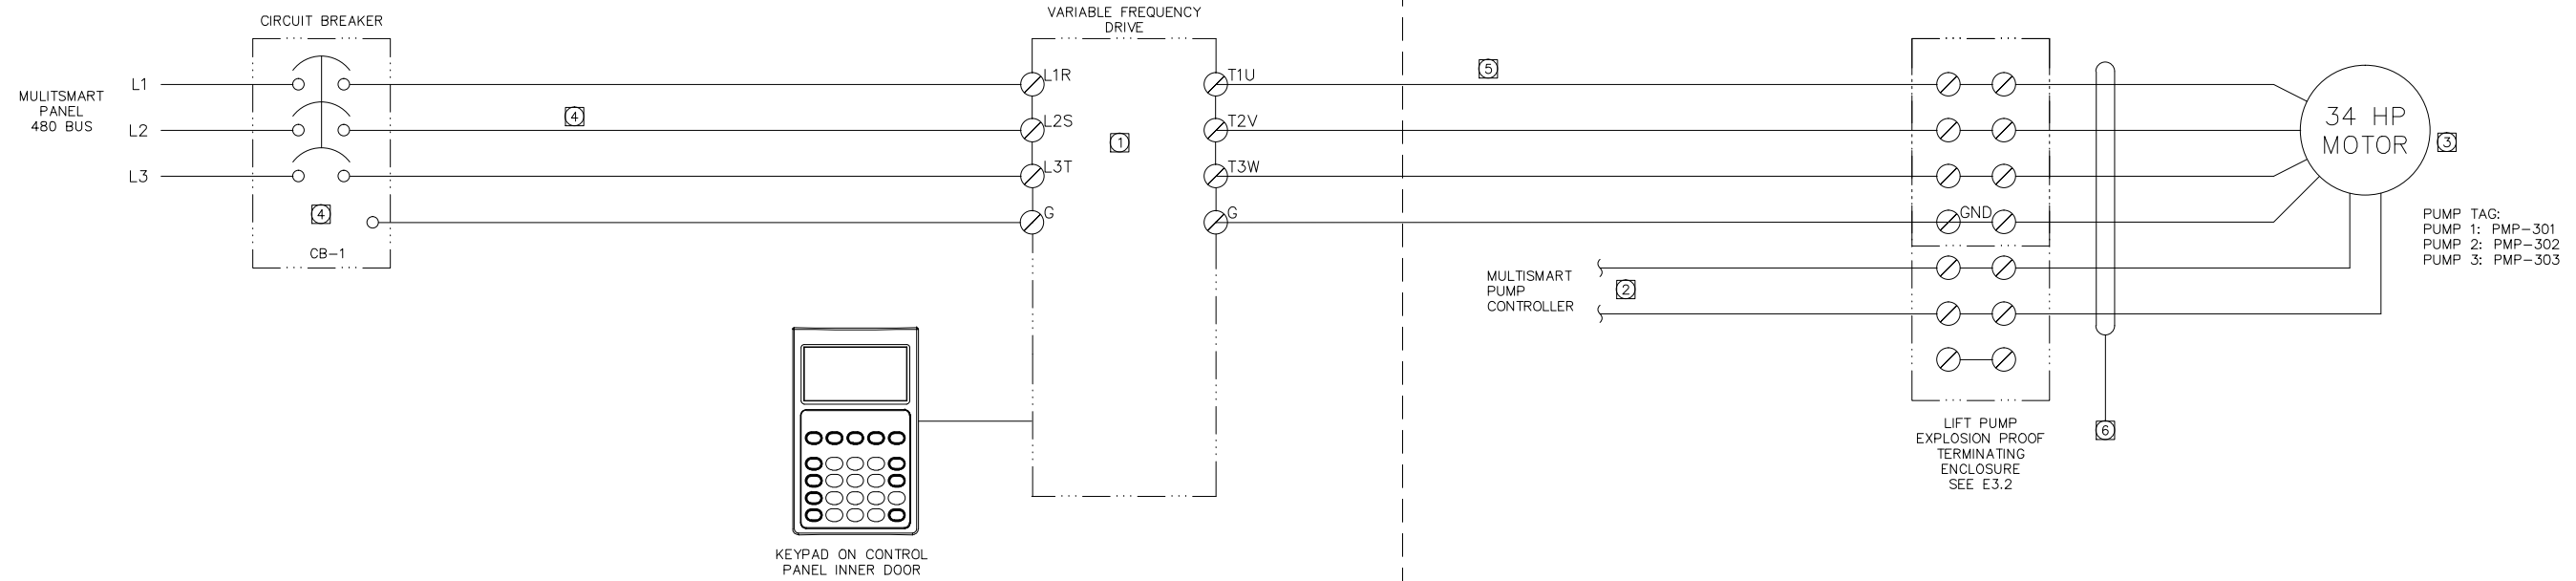 CIRCUIT BREAKER
MULITSMART
PANEL
480 BUS
L1
L2
L3
4
CB-1
4
VARIABLE FREQUENCY
DRIVE
L1R
L2S
L3T
G
1
T1U
T2V
T3W
G
KEYPAD ON CONTROL
PANEL INNER DOOR
5
MULTISMART
PUMP
CONTROLLER
2
GND
LIFT PUMP
EXPLOSION PROOF
TERMINATING
ENCLOSURE
SEE E3.2
6
34 HP
MOTOR
3
PUMP TAG:
PUMP 1: PMP-301
PUMP 2: PMP-302
PUMP 3: PMP-303